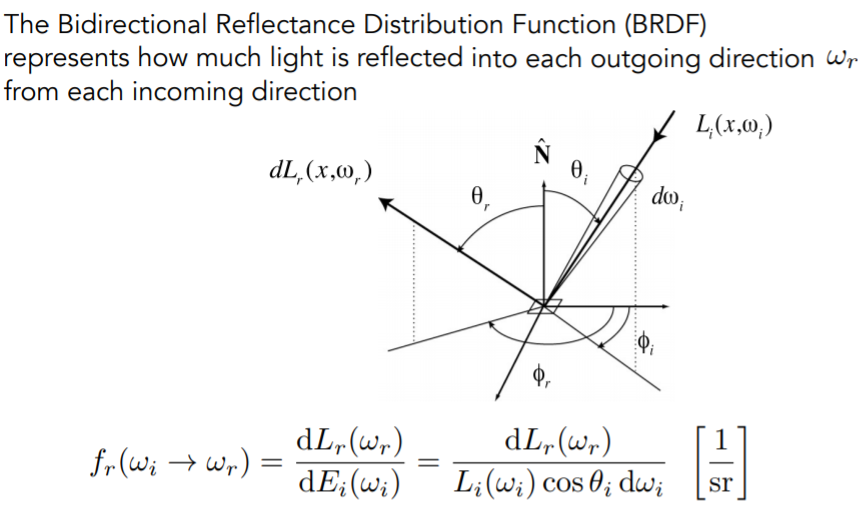 The Bidirectional Reflectance Distribution Function (BRDF)
represents how much light is reflected into each outgoing direction ωr
from each incoming direction
Li(x,ωi)
dLr(x,ωr)
N̂
θi
θr
dωi
ϕi
ϕr
fr(ωi → ωr) = dLr(ωr) / dEi(ωi) = dLr(ωr) / Li(ωi) cos θi dωi [1/sr]